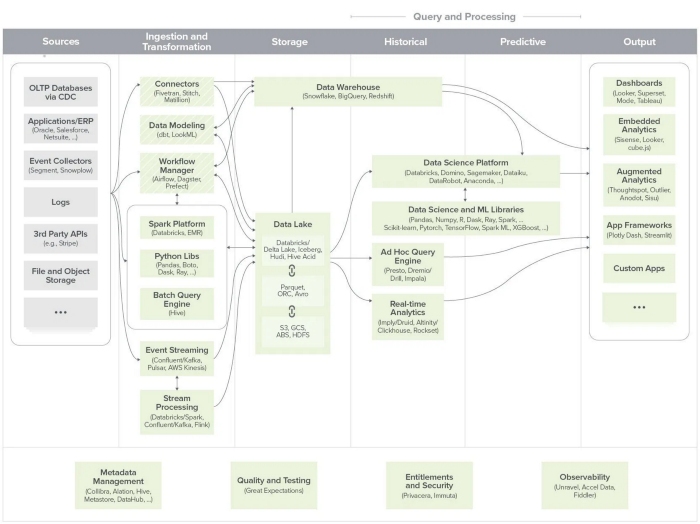 Query and Processing
Sources
Ingestion and
Transformation
Storage
Historical
Predictive
Output
OLTP Databases
via CDC
Applications/ERP
(Oracle, Salesforce,
Netsuite, ...)
Event Collectors
(Segment, Snowplow)
Logs
3rd Party APIs
(e.g., Stripe)
File and Object
Storage
...
Connectors
(Fivetran, Stitch,
Matillion)
Data Modeling
(dbt, LookML)
Workflow
Manager
(Airflow, Dagster,
Prefect)
Spark Platform
(Databricks, EMR)
Python Libs
(Pandas, Boto,
Dask, Ray, ...)
Batch Query
Engine
(Hive)
Event Streaming
(Confluent/Kafka,
Pulsar, AWS Kinesis)
Stream
Processing
(Databricks/Spark,
Confluent/Kafka, Flink)
Data Warehouse
(Snowflake, BigQuery, Redshift)
Data Lake
Databricks/
Delta Lake, Iceberg,
Hudi, Hive Acid
Parquet,
ORC, Avro
S3, GCS,
ABS, HDFS
Data Science Platform
(Databricks, Domino, Sagemaker, Dataiku,
DataRobot, Anaconda, ...)
Data Science and ML Libraries
(Pandas, Numpy, R, Dask, Ray, Spark, ...
Scikit-learn, Pytorch, TensorFlow, Spark ML, XGBoost, ...)
Ad Hoc Query
Engine
(Presto, Dremio/
Drill, Impala)
Real-time
Analytics
(Imply/Druid, Altinity/
Clickhouse, Rockset)
Dashboards
(Looker, Superset,
Mode, Tableau)
Embedded
Analytics
(Sisense, Looker,
cube.js)
Augmented
Analytics
(Thoughtspot, Outlier,
Anodot, Sisu)
App Frameworks
(Plotly Dash, Streamlit)
Custom Apps
...
Metadata
Management
(Collibra, Alation, Hive,
Metastore, DataHub, ...)
Quality and Testing
(Great Expectations)
Entitlements
and Security
(Privacera, Immuta)
Observability
(Unravel, Accel Data,
Fiddler)